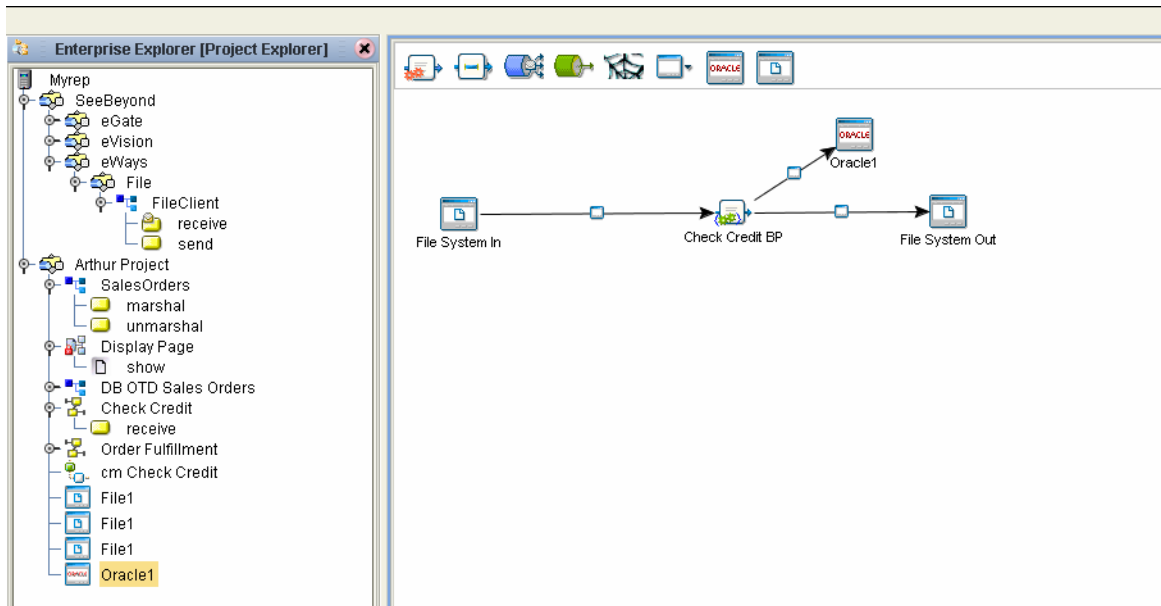 Enterprise Explorer [Project Explorer]
Myrep
SeeBeyond
eGate
eVision
eWays
File
FileClient
receive
send
Arthur Project
SalesOrders
marshal
unmarshal
Display Page
show
DB OTD Sales Orders
Check Credit
receive
Order Fulfillment
cm Check Credit
File1
File1
File1
ORACLE Oracle1
ORACLE
ORACLE
Oracle1
File System In
Check Credit BP
File System Out